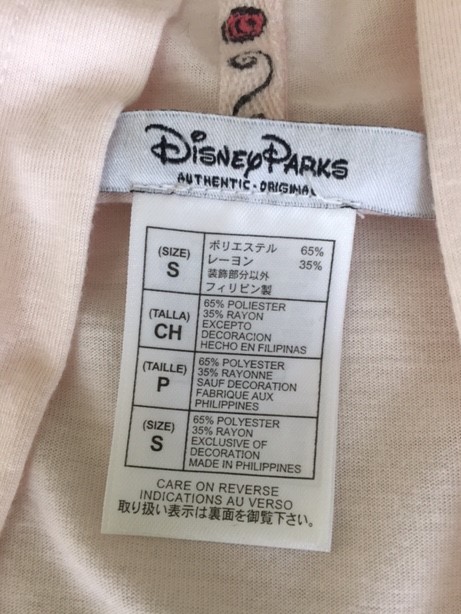 Disney Parks
AUTHENTIC • ORIGINAL
(SIZE)
S
ポリエステル 65%
レーヨン 35%
装飾部分以外
フィリピン製
(TALLA)
CH
65% POLIESTER
35% RAYON
EXCEPTO
DECORACION
HECHO EN FILIPINAS
(TAILLE)
P
65% POLYESTER
35% RAYONNE
SAUF DECORATION
FABRIQUE AUX
PHILIPPINES
(SIZE)
S
65% POLYESTER
35% RAYON
EXCLUSIVE OF
DECORATION
MADE IN PHILIPPINES
CARE ON REVERSE
INDICATIONS AU VERSO
取り扱い表示は裏面を御覧下さい。